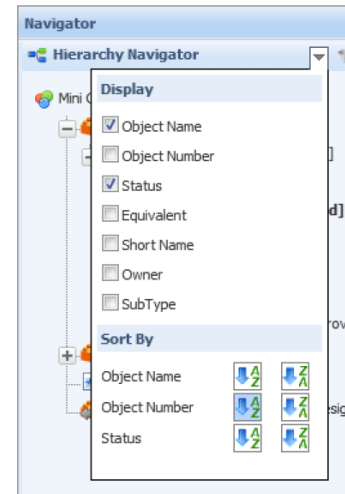 Navigator
Hierarchy Navigator
Mini
Display
Object Name
Object Number
]
Status
Equivalent
d]
Short Name
Owner
SubType
Sort By
Object Name A Z Z A
Object Number A Z Z A
Status A Z Z A